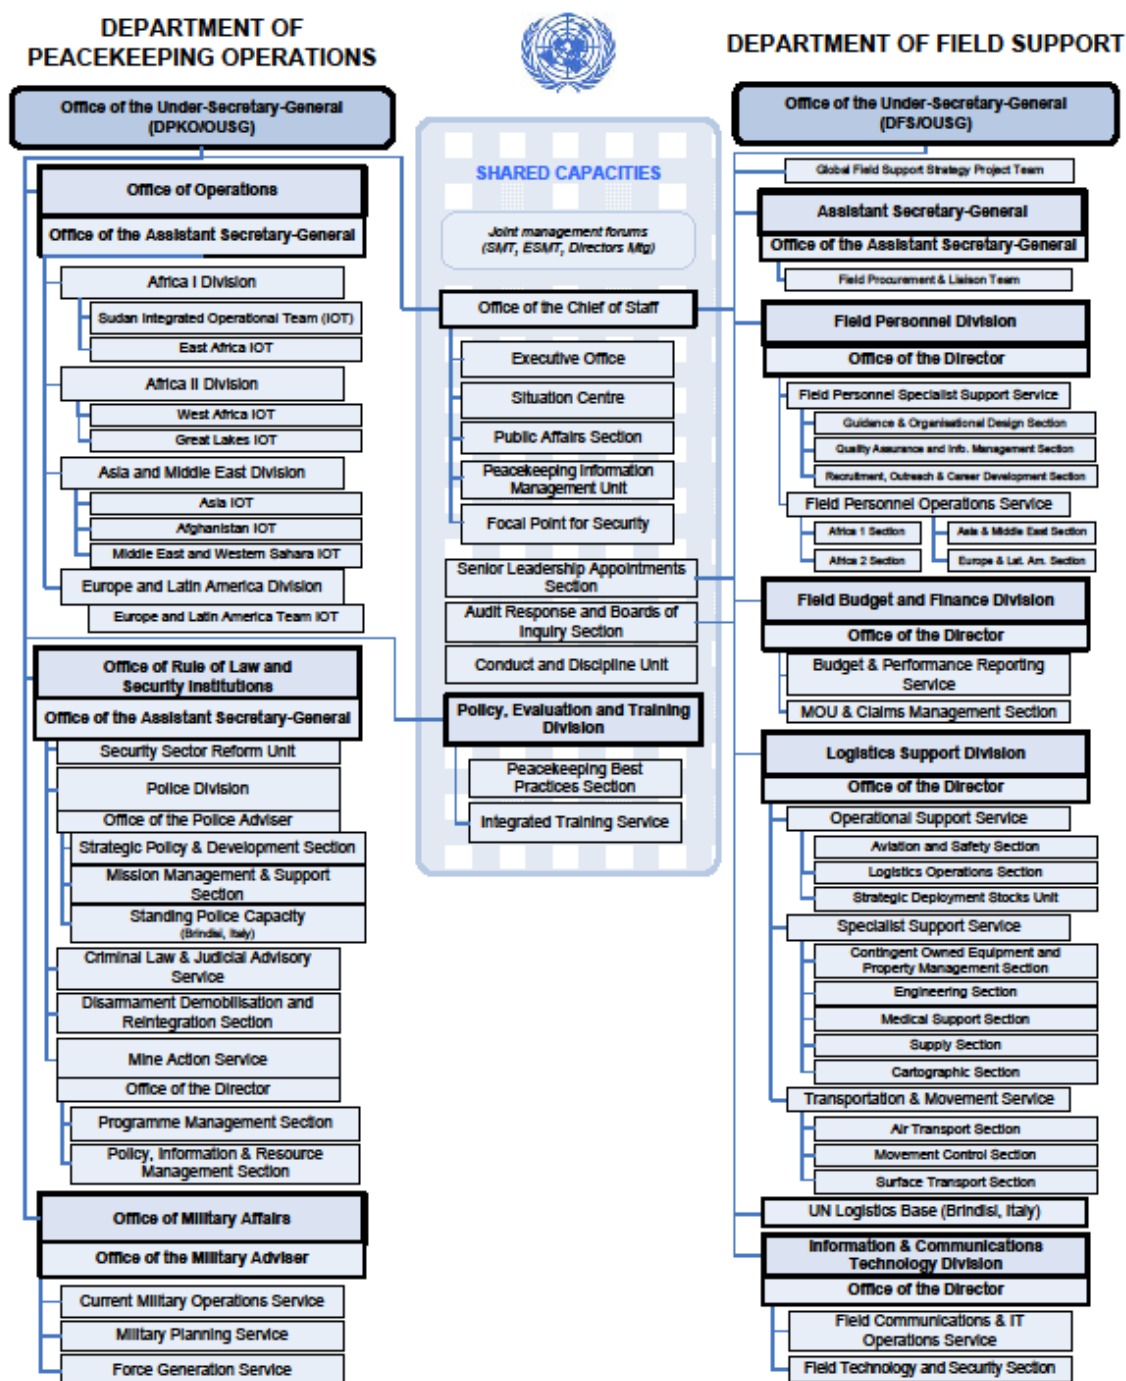 DEPARTMENT OF
PEACEKEEPING OPERATIONS
Office of the Under-Secretary-General
(DPKO/OUSG)
Office of Operations
Office of the Assistant Secretary-General
Africa I Division
Sudan Integrated Operational Team (IOT)
East Africa IOT
Africa II Division
West Africa IOT
Great Lakes IOT
Asia and Middle East Division
Asia IOT
Afghanistan IOT
Middle East and Western Sahara IOT
Europe and Latin America Division
Europe and Latin America Team IOT
Office of Rule of Law and
Security Institutions
Office of the Assistant Secretary-General
Security Sector Reform Unit
Police Division
Office of the Police Adviser
Strategic Policy & Development Section
Mission Management & Support
Section
Standing Police Capacity
(Brindisi, Italy)
Criminal Law & Judicial Advisory
Service
Disarmament Demobilisation and
Reintegration Section
Mine Action Service
Office of the Director
Programme Management Section
Policy, Information & Resource
Management Section
Office of Military Affairs
Office of the Military Adviser
Current Military Operations Service
Military Planning Service
Force Generation Service
SHARED CAPACITIES
Joint management forums
(SMT, ESMT, Directors Mtg)
Office of the Chief of Staff
Executive Office
Situation Centre
Public Affairs Section
Peacekeeping Information
Management Unit
Focal Point for Security
Senior Leadership Appointments
Section
Audit Response and Boards of
Inquiry Section
Conduct and Discipline Unit
Policy, Evaluation and Training
Division
Peacekeeping Best
Practices Section
Integrated Training Service
DEPARTMENT OF FIELD SUPPORT
Office of the Under-Secretary-General
(DFS/OUSG)
Global Field Support Strategy Project Team
Assistant Secretary-General
Office of the Assistant Secretary-General
Field Procurement & Liaison Team
Field Personnel Division
Office of the Director
Field Personnel Specialist Support Service
Guidance & Organisational Design Section
Quality Assurance and Info. Management Section
Recruitment, Outreach & Career Development Section
Field Personnel Operations Service
Africa 1 Section
Asia & Middle East Section
Africa 2 Section
Europe & Lat. Am. Section
Field Budget and Finance Division
Office of the Director
Budget & Performance Reporting
Service
MOU & Claims Management Section
Logistics Support Division
Office of the Director
Operational Support Service
Aviation and Safety Section
Logistics Operations Section
Strategic Deployment Stocks Unit
Specialist Support Service
Contingent Owned Equipment and
Property Management Section
Engineering Section
Medical Support Section
Supply Section
Cartographic Section
Transportation & Movement Service
Air Transport Section
Movement Control Section
Surface Transport Section
UN Logistics Base (Brindisi, Italy)
Information & Communications
Technology Division
Office of the Director
Field Communications & IT
Operations Service
Field Technology and Security Section